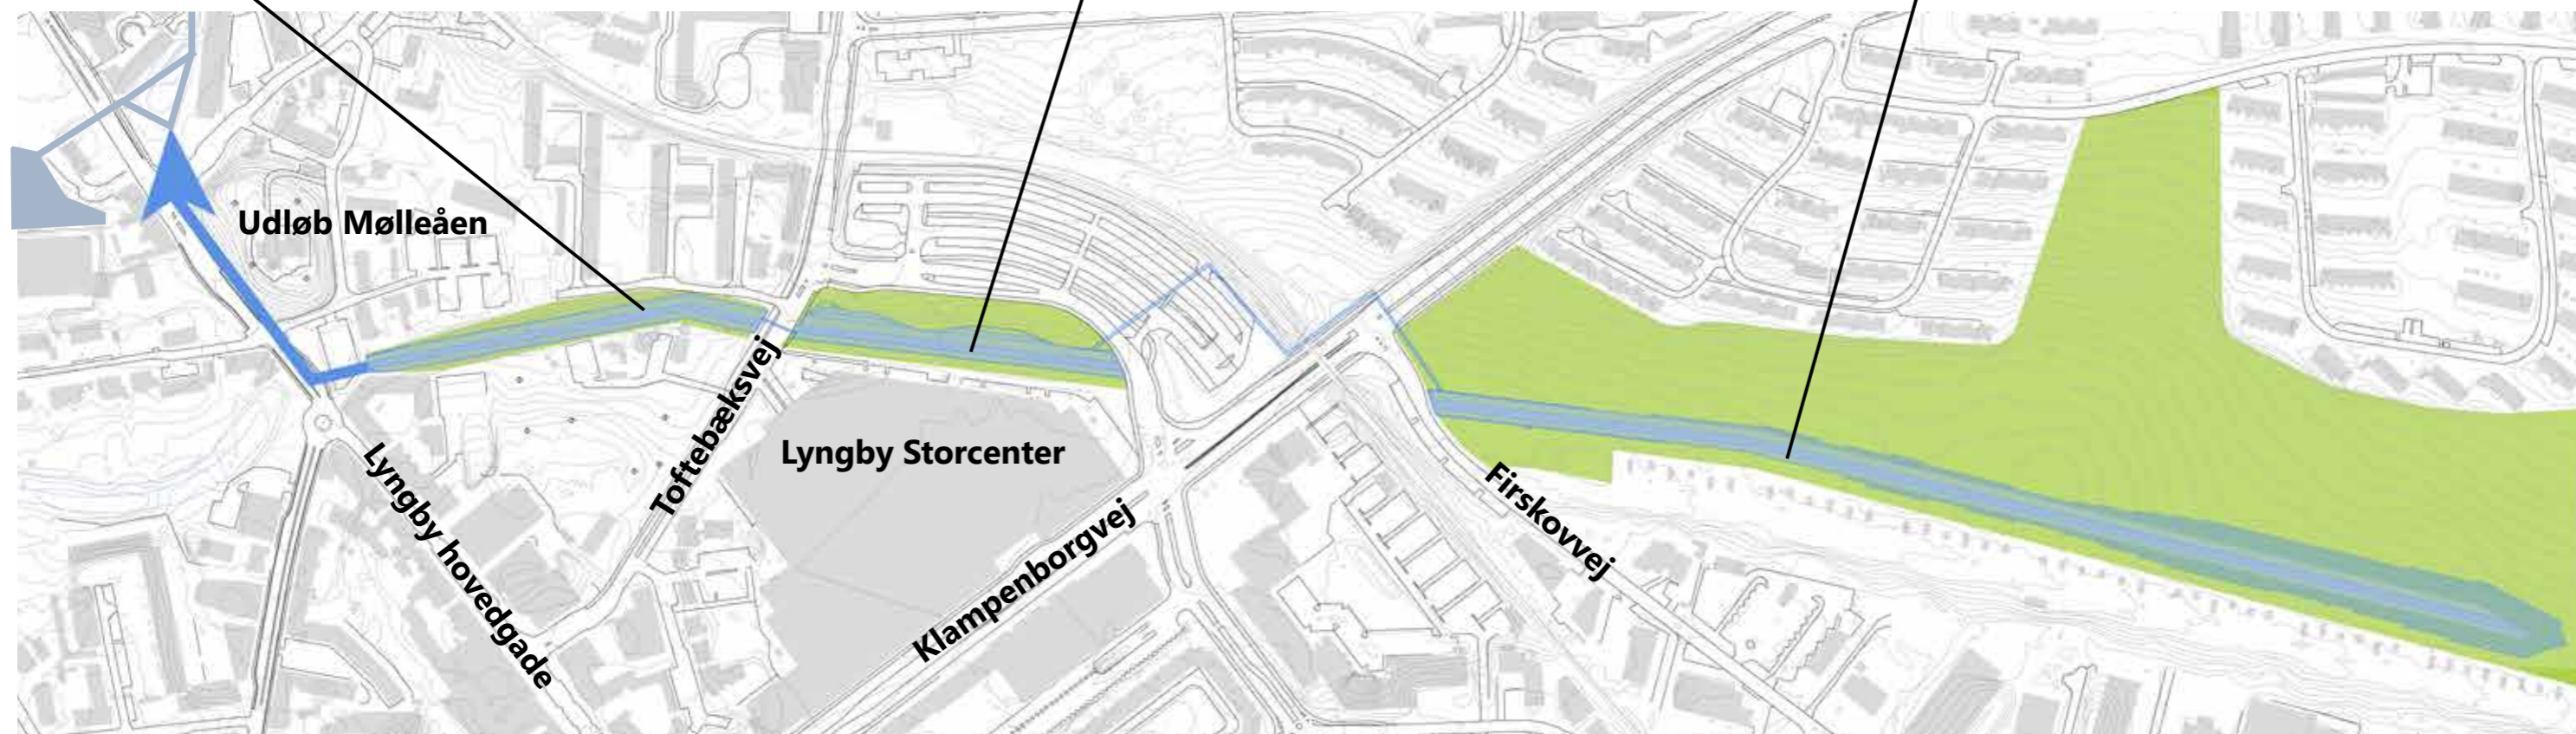 Udløb Mølleåen
Toftebæksvej
Lyngby Storcenter
Lyngby hovedgade
Klampenborgvej
Firskovvej